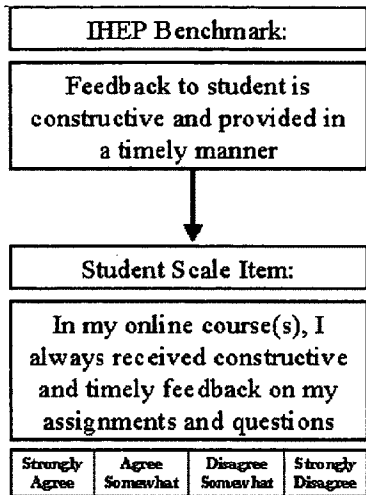 IHEP Benchmark:
Feedback to student is
constructive and provided in
a timely manner
Student Scale Item:
In my online course(s), I
always received constructive
and timely feedback on my
assignments and questions
Strongly Agree Disagree Strongly
Agree Somewhat Somewhat Disagree